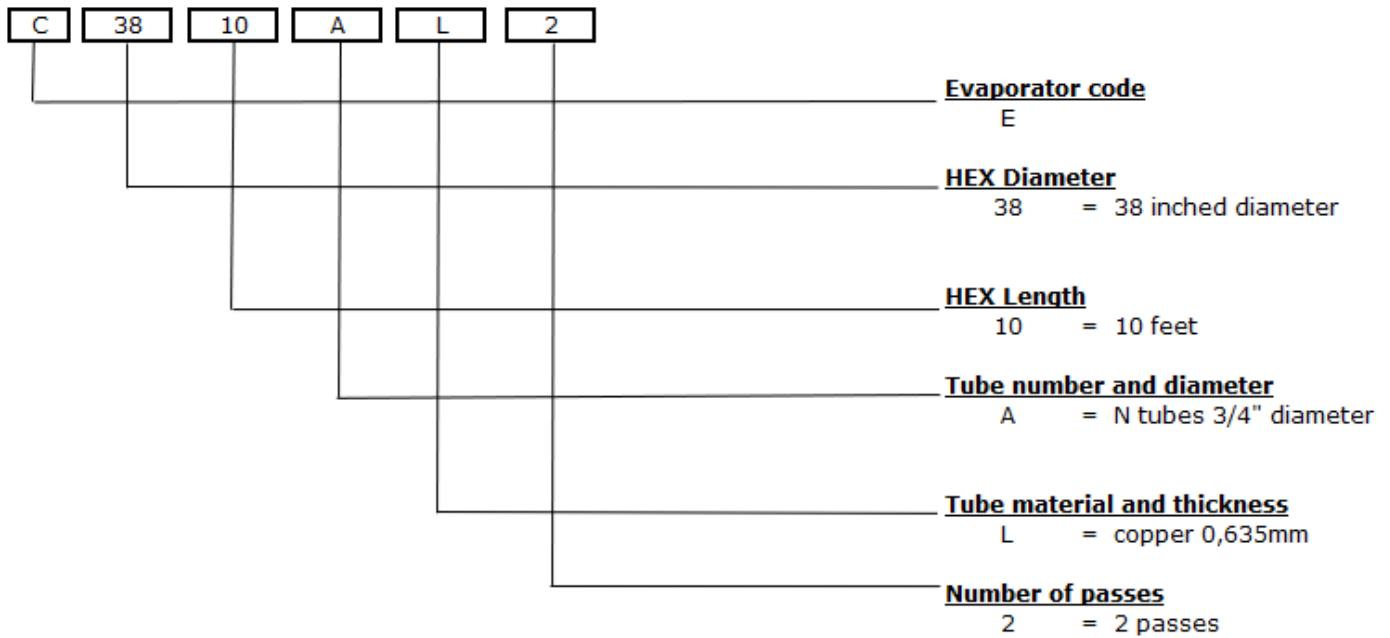 C 38 10 A L 2
Evaporator code
E
HEX Diameter
38 = 38 inched diameter
HEX Length
10 = 10 feet
Tube number and diameter
A = N tubes 3/4" diameter
Tube material and thickness
L = copper 0,635mm
Number of passes
2 = 2 passes